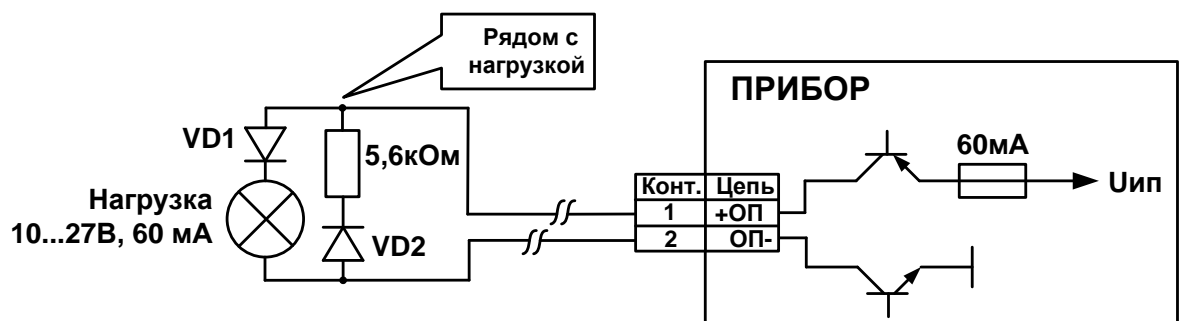 Рядом с
нагрузкой
ПРИБОР
VD1
5,6кОм
60мА
Нагрузка
10...27В, 60 мА
VD2
Конт. Цепь
1 +ОП
2 ОП-
Uип